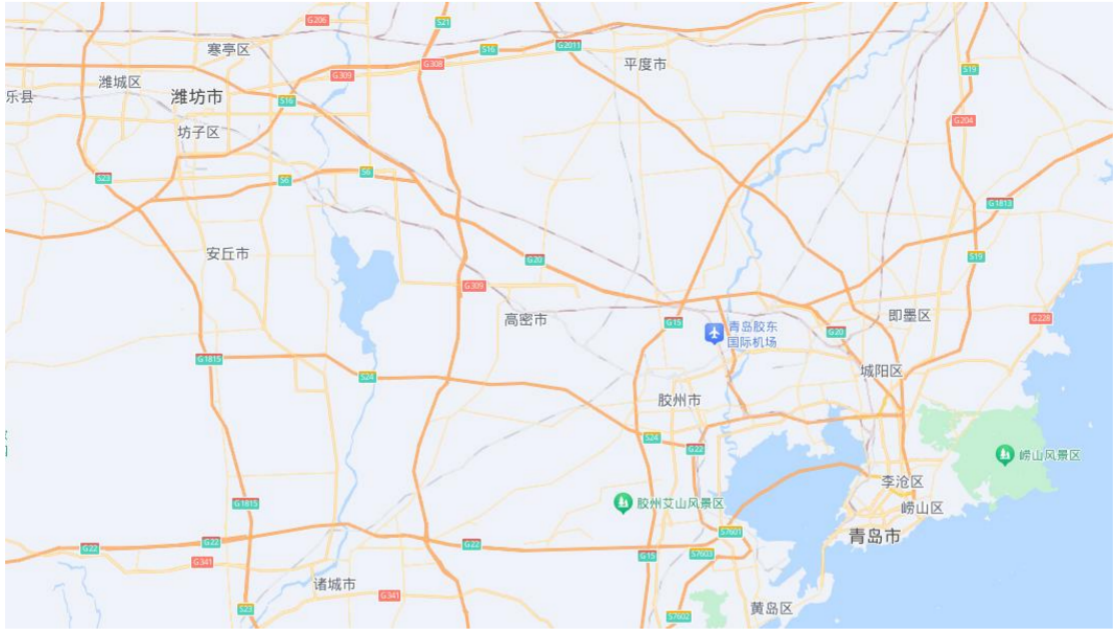 G206
S21
寒亭区
S16
G2011
G308
平度市
G309
S19
潍城区
乐县
潍坊市
S16
G204
坊子区
S23
S6
S6
G1813
安丘市
G20
S19
G309
高密市
G15
青岛胶东
国际机场
G20
即墨区
G228
G1815
S24
城阳区
胶州市
S24
G22
崂山风景区
李沧区
G1815
胶州艾山风景区
崂山区
S7601
青岛市
G22
G22
G22
G15
S7603
G341
诸城市
G341
S23
S7602
黄岛区